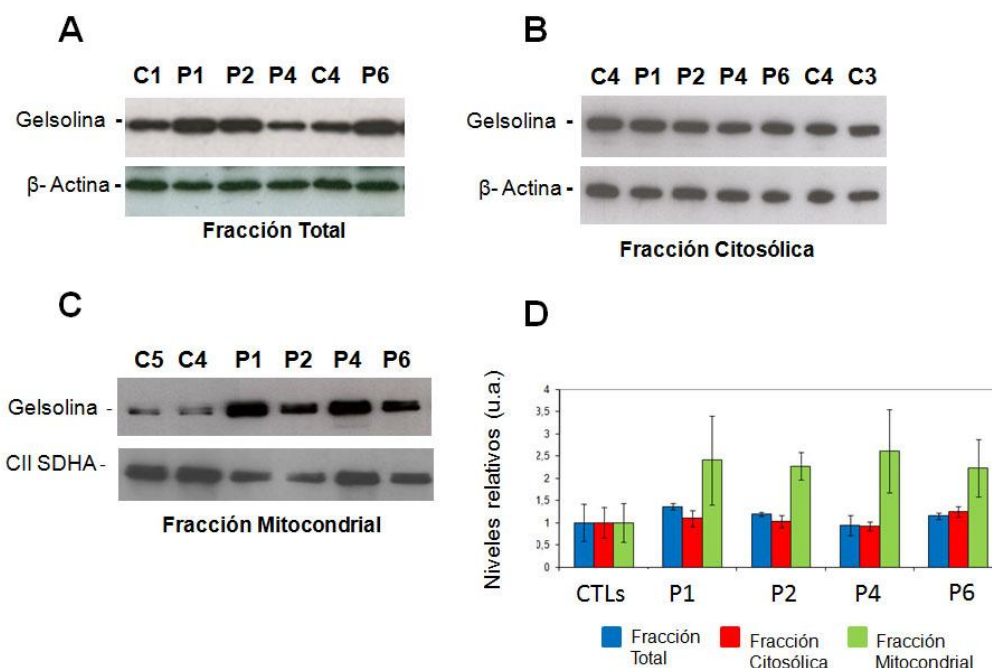 A
C1 P1 P2 P4 C4 P6
Gelsolina -
β- Actina -
Fracción Total
B
C4 P1 P2 P4 P6 C4 C3
Gelsolina -
β- Actina -
Fracción Citosólica
C
C5 C4 P1 P2 P4 P6
Gelsolina -
CII SDHA -
Fracción Mitocondrial
D
Niveles relativos (u.a.)
4
3,5
3
2,5
2
1,5
1
0,5
0
CTLs P1 P2 P4 P6
Fracción Total
Fracción Citosólica
Fracción Mitocondrial